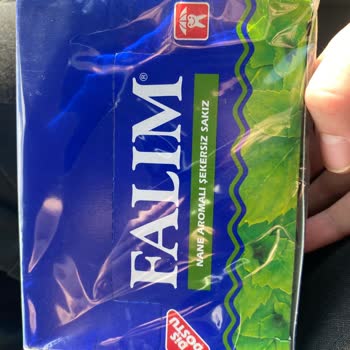 FALIM®
NANE AROMALI ŞEKERSİZ SAKIZ
DİŞ
DOSTU